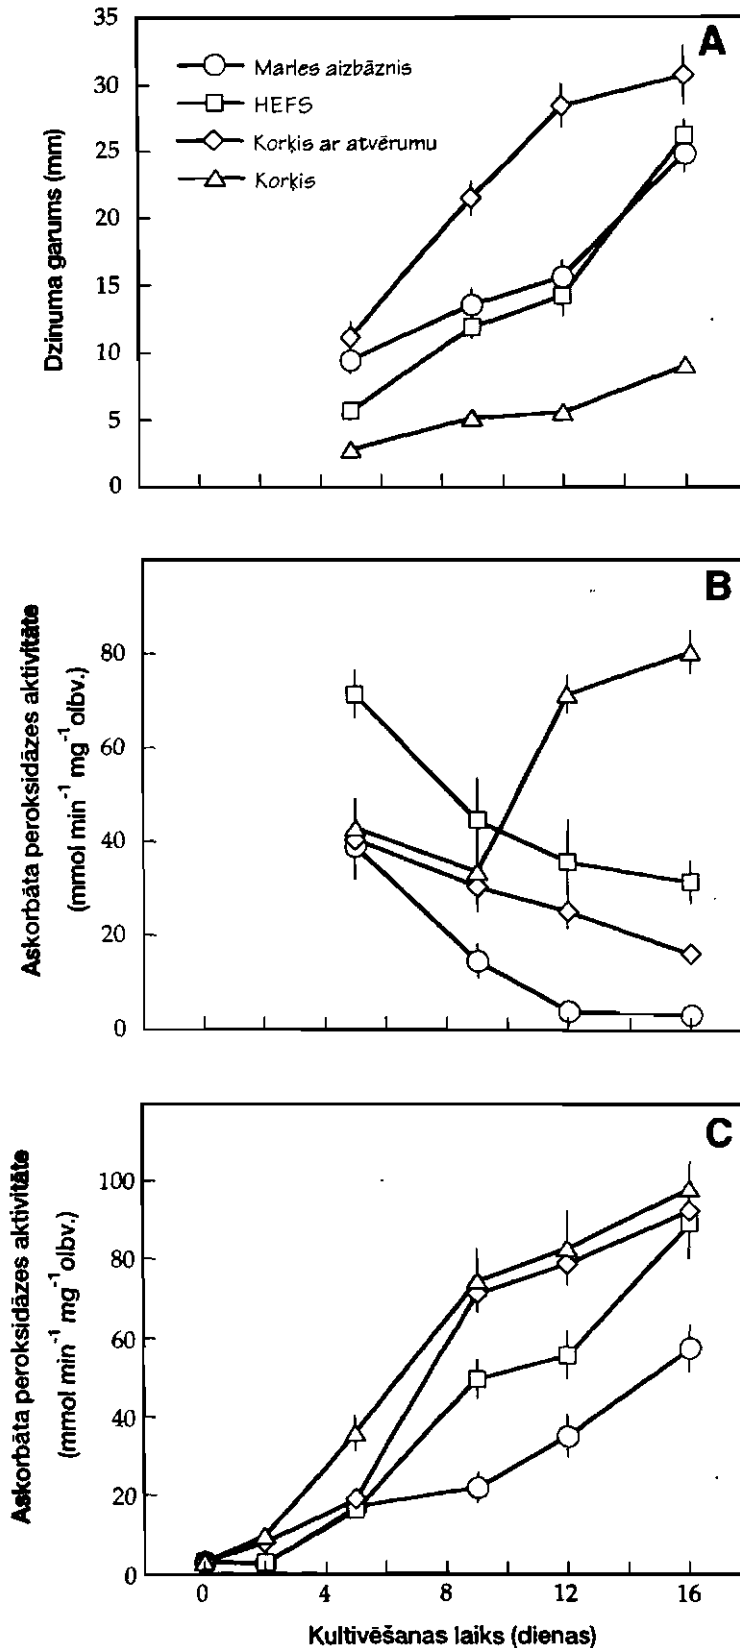 A
35
30
25
20
15
10
5
0
Dzinuma garums (mm)
Marles aizbāznis
HEFS
Korķis ar atvērumu
Korķis
B
80
60
40
20
0
Askorbāta peroksidāzes aktivitāte
(mmol min⁻¹ mg⁻¹olbv.)
C
100
80
60
40
20
0
Askorbāta peroksidāzes aktivitāte
(mmol min⁻¹ mg⁻¹olbv.)
0 4 8 12 16
Kultivēšanas laiks (dienas)